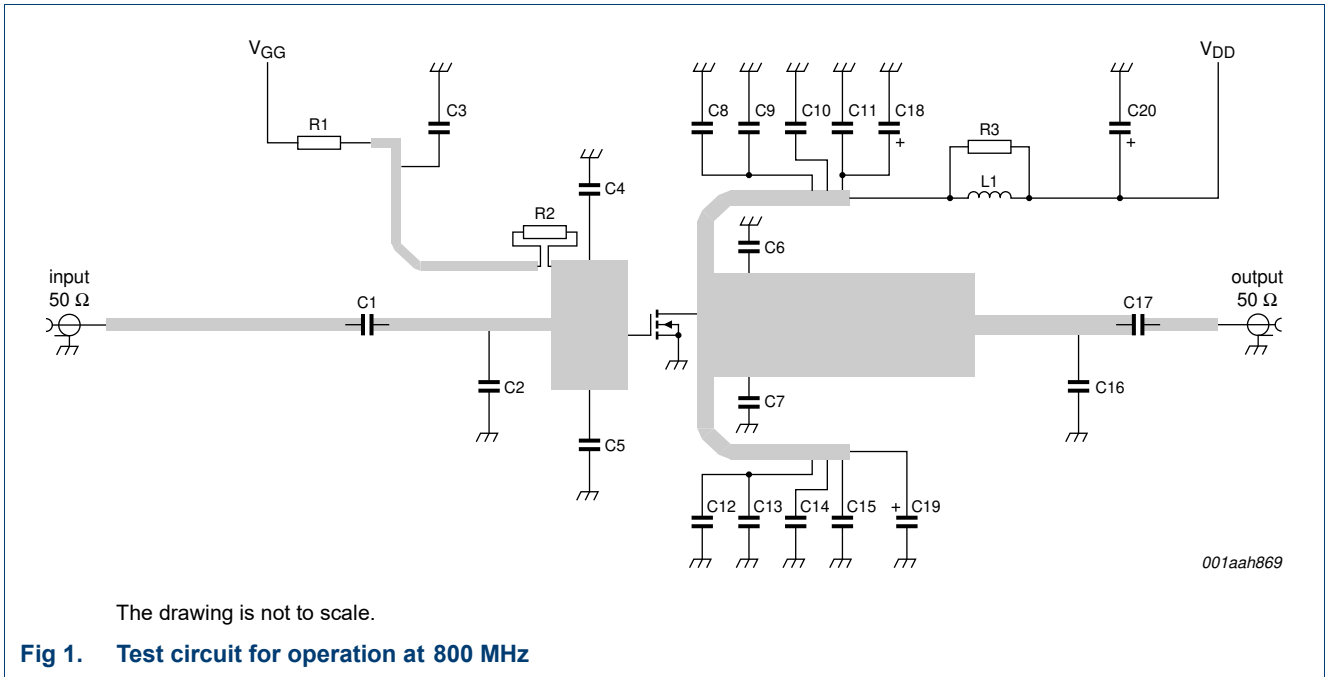 VGG
VDD
C3
C8
C9
C10
C11
C18
+
C20
+
R1
R3
L1
C4
R2
C6
input
50 Ω
C1
output
50 Ω
C17
C2
C5
C7
C16
C12
C13
C14
C15
+
C19
001aah869
The drawing is not to scale.
Fig 1. Test circuit for operation at 800 MHz